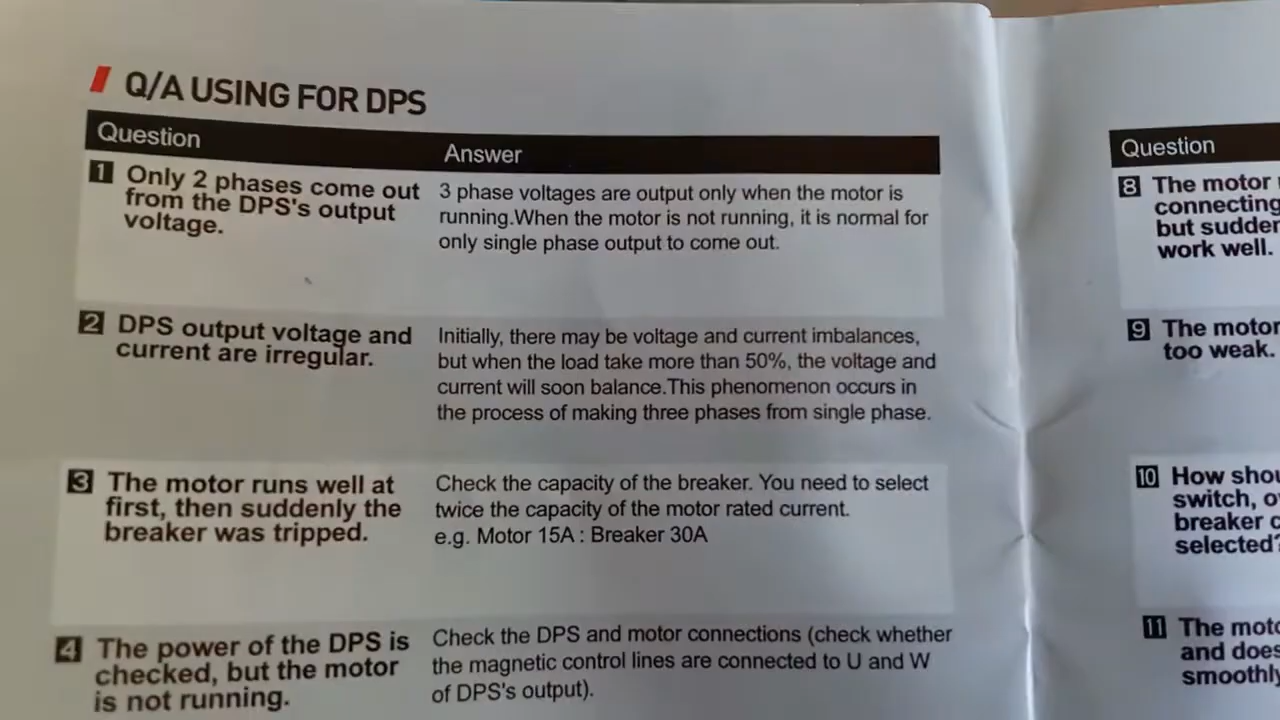 Q/A USING FOR DPS
Question Answer
1 Only 2 phases come out
from the DPS's output
voltage.
3 phase voltages are output only when the motor is
running.When the motor is not running, it is normal for
only single phase output to come out.
2 DPS output voltage and
current are irregular.
Initially, there may be voltage and current imbalances,
but when the load take more than 50%, the voltage and
current will soon balance.This phenomenon occurs in
the process of making three phases from single phase.
3 The motor runs well at
first, then suddenly the
breaker was tripped.
Check the capacity of the breaker. You need to select
twice the capacity of the motor rated current.
e.g. Motor 15A : Breaker 30A
4 The power of the DPS is
checked, but the motor
is not running.
Check the DPS and motor connections (check whether
the magnetic control lines are connected to U and W
of DPS's output).
Question
8 The motor
connecting
but
work well.
9 The motor
too weak.
10 How
switch,
breaker
selected?
11 The
and
smoothly